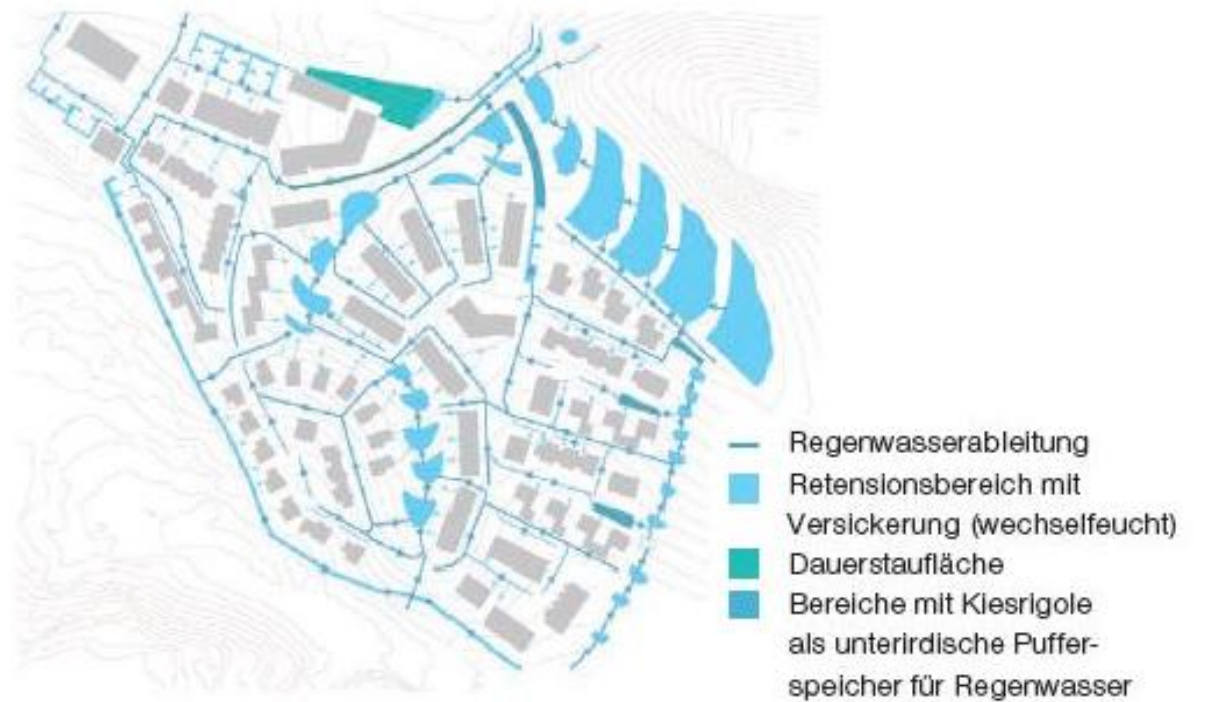 Regenwasserableitung
Retensionsbereich mit
Versickerung (wechselfeucht)
Dauerstaufläche
Bereiche mit Kiesrigole
als unterirdische Puffer-
speicher für Regenwasser